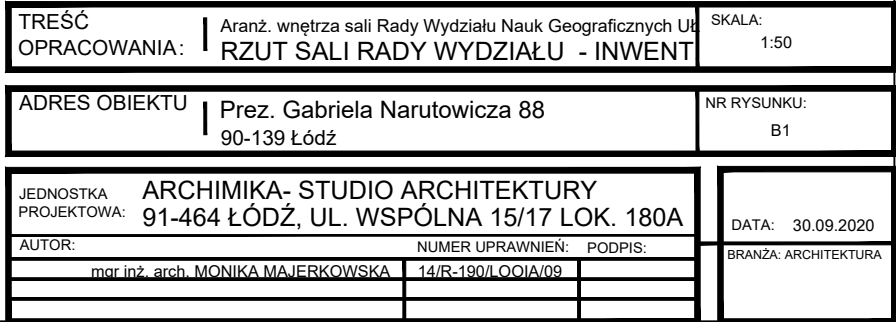 TREŚĆ
OPRACOWANIA:
Aranż. wnętrza sali Rady Wydziału Nauk Geograficznych UŁ
RZUT SALI RADY WYDZIAŁU - INWENT
SKALA:
1:50
ADRES OBIEKTU
Prez. Gabriela Narutowicza 88
90-139 Łódź
NR RYSUNKU:
B1
JEDNOSTKA
PROJEKTOWA:
ARCHIMIKA- STUDIO ARCHITEKTURY
91-464 ŁÓDŹ, UL. WSPÓLNA 15/17 LOK. 180A
DATA: 30.09.2020
AUTOR: NUMER UPRAWNIEŃ: PODPIS:
BRANŻA: ARCHITEKTURA
mgr inż. arch. MONIKA MAJERKOWSKA 14/R-190/LOOIA/09